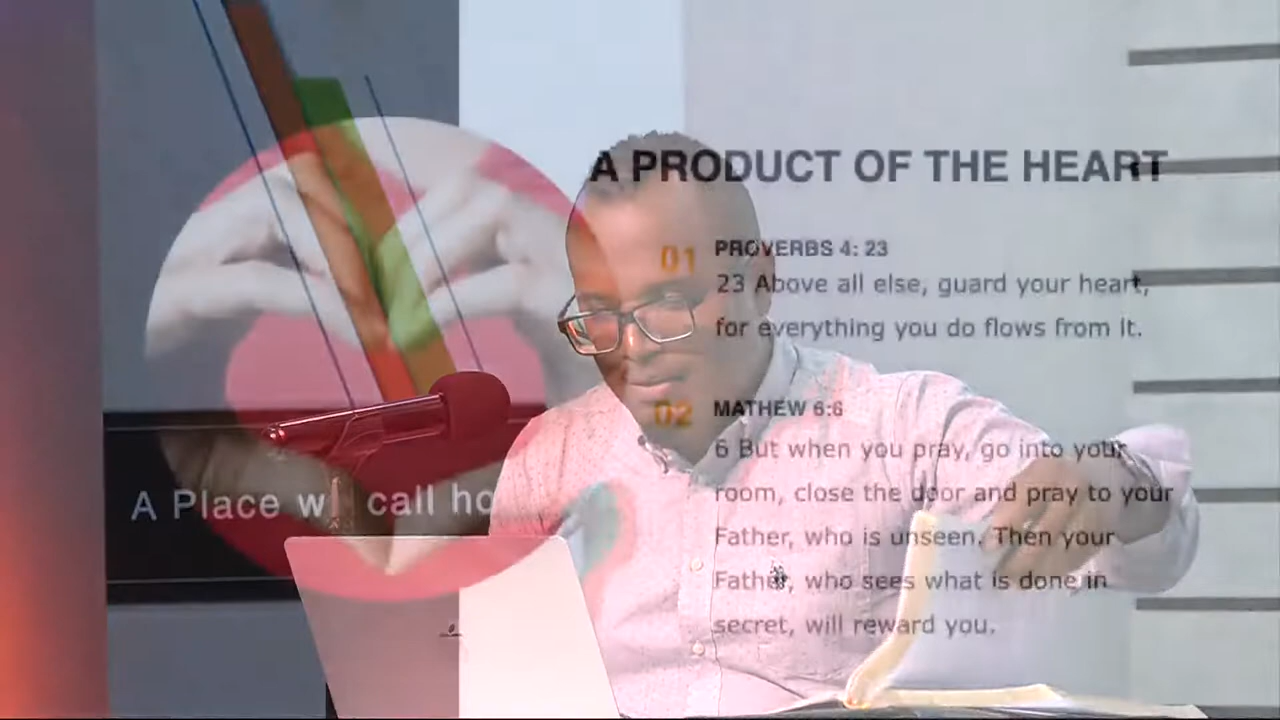 A PRODUCT OF THE HEART
01
PROVERBS 4: 23
23 Above all else, guard your heart,
for everything you do flows from it.
02
MATHEW 6:6
6 But when you pray, go into your
room, close the door and pray to your
Father, who is unseen. Then your
Father, who sees what is done in
secret, will reward you.
A Place call